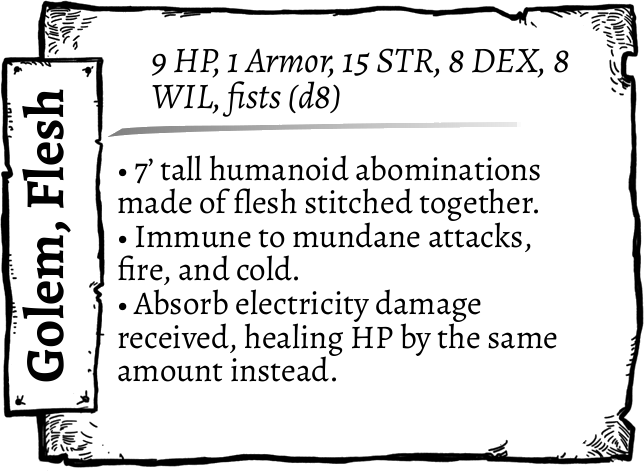 Golem, Flesh
9 HP, 1 Armor, 15 STR, 8 DEX, 8
WIL, fists (d8)
• 7’ tall humanoid abominations
made of flesh stitched together.
• Immune to mundane attacks,
fire, and cold.
• Absorb electricity damage
received, healing HP by the same
amount instead.